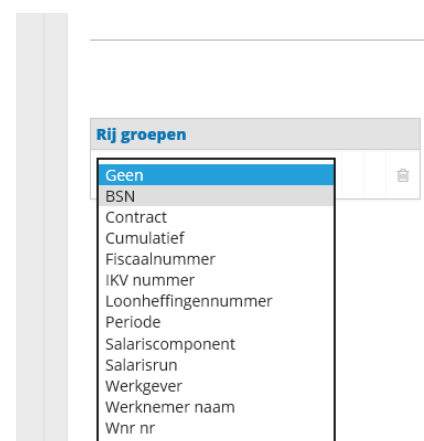 Rij groepen
Geen
BSN
Contract
Cumulatief
Fiscaalnummer
IKV nummer
Loonheffingennummer
Periode
Salariscomponent
Salarisrun
Werkgever
Werknemer naam
Wnr nr